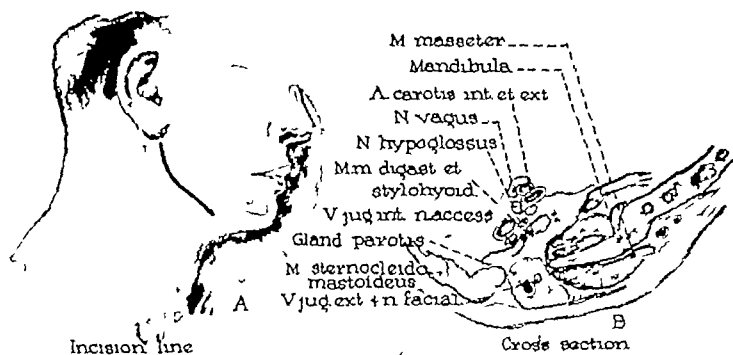 M masseter
Mandibula
A. carotis int. et ext
N vagus
N hypoglossus
M.m digast et
stylohyoid.
V jug int. n.access
Gland parotis
M sternocleido
mastoideus
V jug ext + n facial.
A
B
Incision line
Cross section